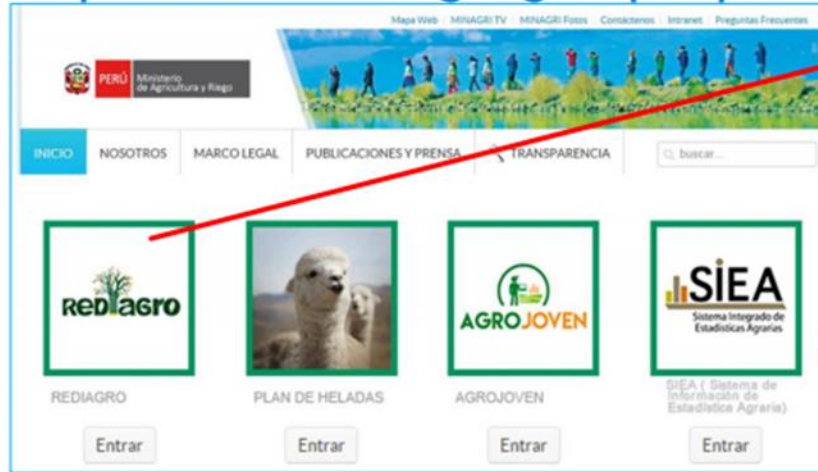 Mapa Web MINAGRI TV MINAGRI Fotos Contáctenos Intranet Preguntas Frecuentes
PERÚ Ministerio
de Agricultura y Riego
INICIO NOSOTROS MARCO LEGAL PUBLICACIONES Y PRENSA TRANSPARENCIA buscar...
REDIAGRO
AGROJOVEN
SIEA
Sistema Integrado de
Estadísticas Agrarias
REDIAGRO PLAN DE HELADAS AGROJOVEN SIEA ( Sistema de
Información de
Estadística Agraria)
Entrar Entrar Entrar Entrar